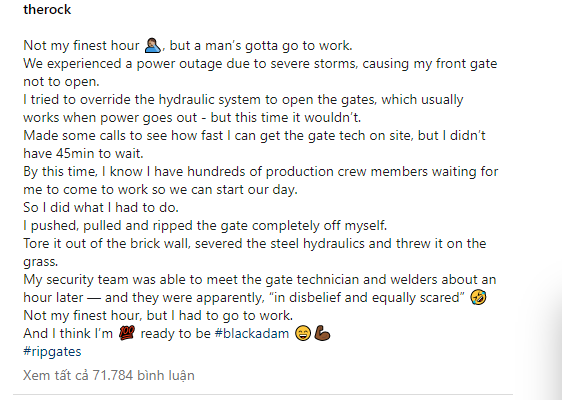 therock
Not my finest hour 🤦🏽‍♂️, but a man's gotta go to work.
We experienced a power outage due to severe storms, causing my front gate
not to open.
I tried to override the hydraulic system to open the gates, which usually
works when power goes out - but this time it wouldn't.
Made some calls to see how fast I can get the gate tech on site, but I didn't
have 45min to wait.
By this time, I know I have hundreds of production crew members waiting for
me to come to work so we can start our day.
So I did what I had to do.
I pushed, pulled and ripped the gate completely off myself.
Tore it out of the brick wall, severed the steel hydraulics and threw it on the
grass.
My security team was able to meet the gate technician and welders about an
hour later — and they were apparently, "in disbelief and equally scared" 🤣
Not my finest hour, but I had to go to work.
And I think I'm 💯 ready to be #blackadam 😄💪🏿
#ripgates
Xem tất cả 71.784 bình luận